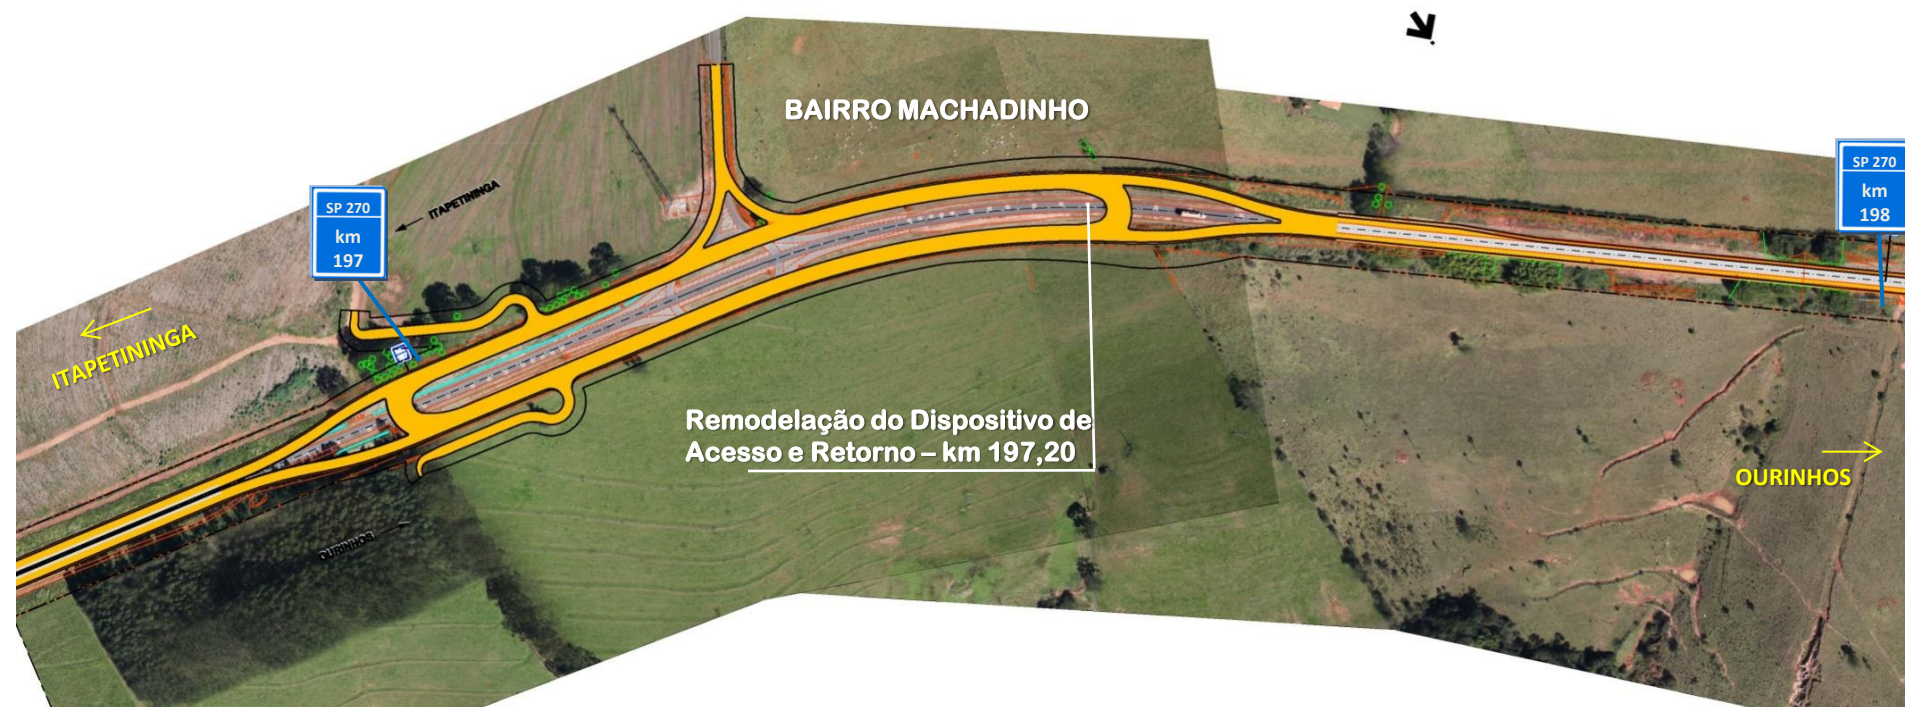 BAIRRO MACHADINHO
SP 270
km
198
ITAPETININGA
SP 270
km
197
ITAPETININGA
Remodelação do Dispositivo de
Acesso e Retorno – km 197,20
OURINHOS
OURINHOS